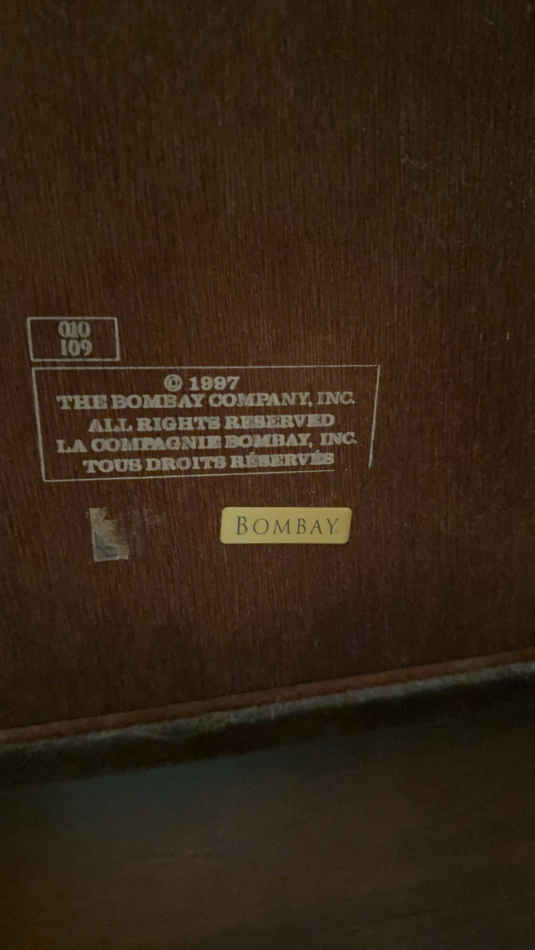 010
109
© 1997
THE BOMBAY COMPANY, INC.
ALL RIGHTS RESERVED
LA COMPAGNIE BOMBAY, INC.
TOUS DROITS RÉSERVÉS
BOMBAY